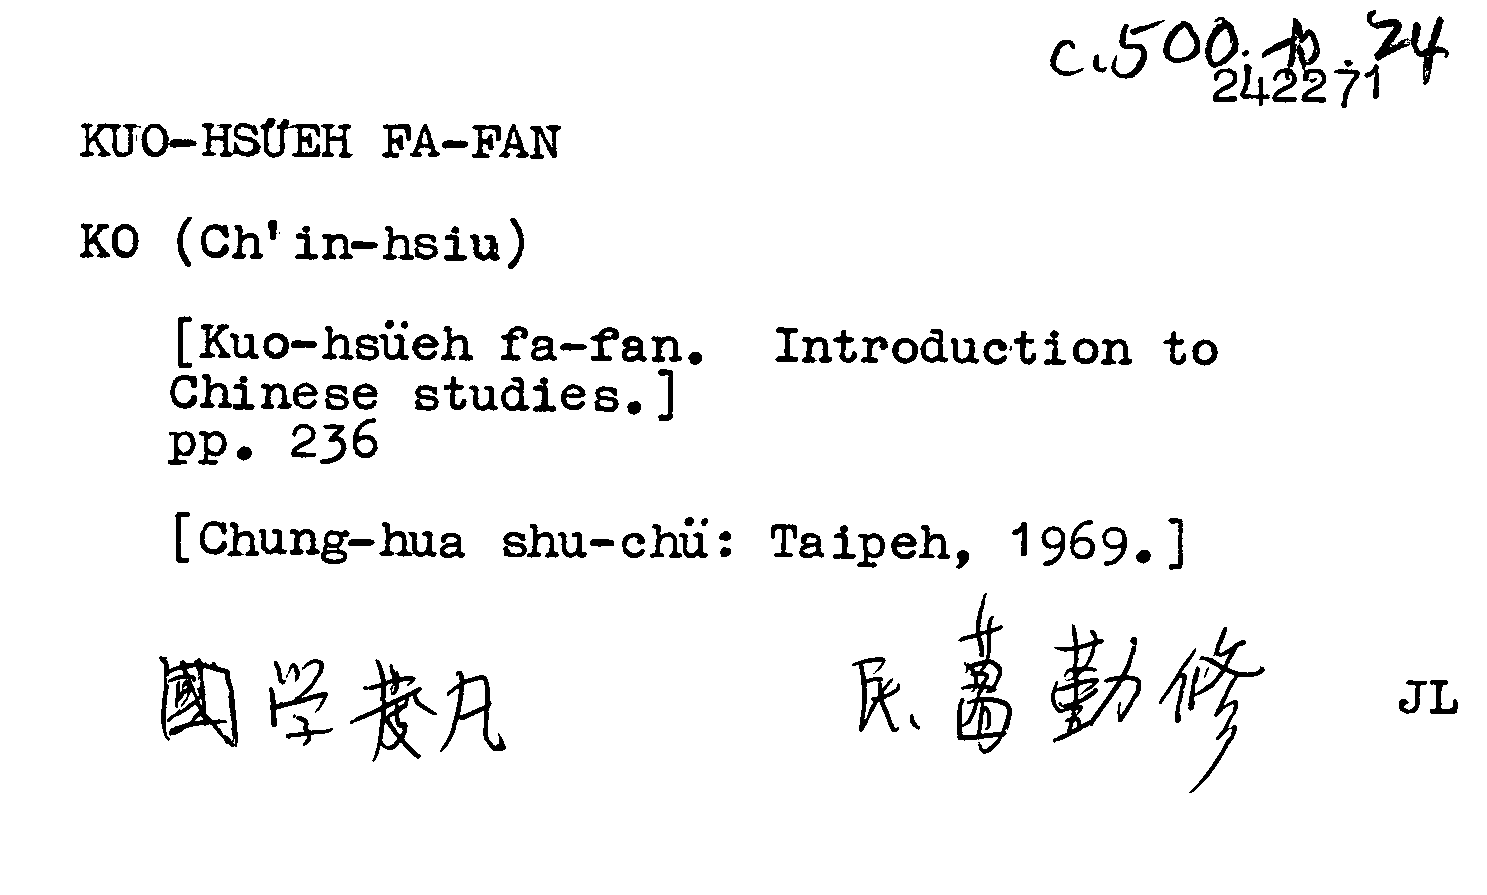 c.500.b.24
242271
KUO-HSÜEH FA-FAN
KO (Ch'in-hsiu)
[Kuo-hsüeh fa-fan. Introduction to
Chinese studies.]
pp. 236
[Chung-hua shu-chü: Taipeh, 1969.]
國学發凡 民、葛勤修 JL